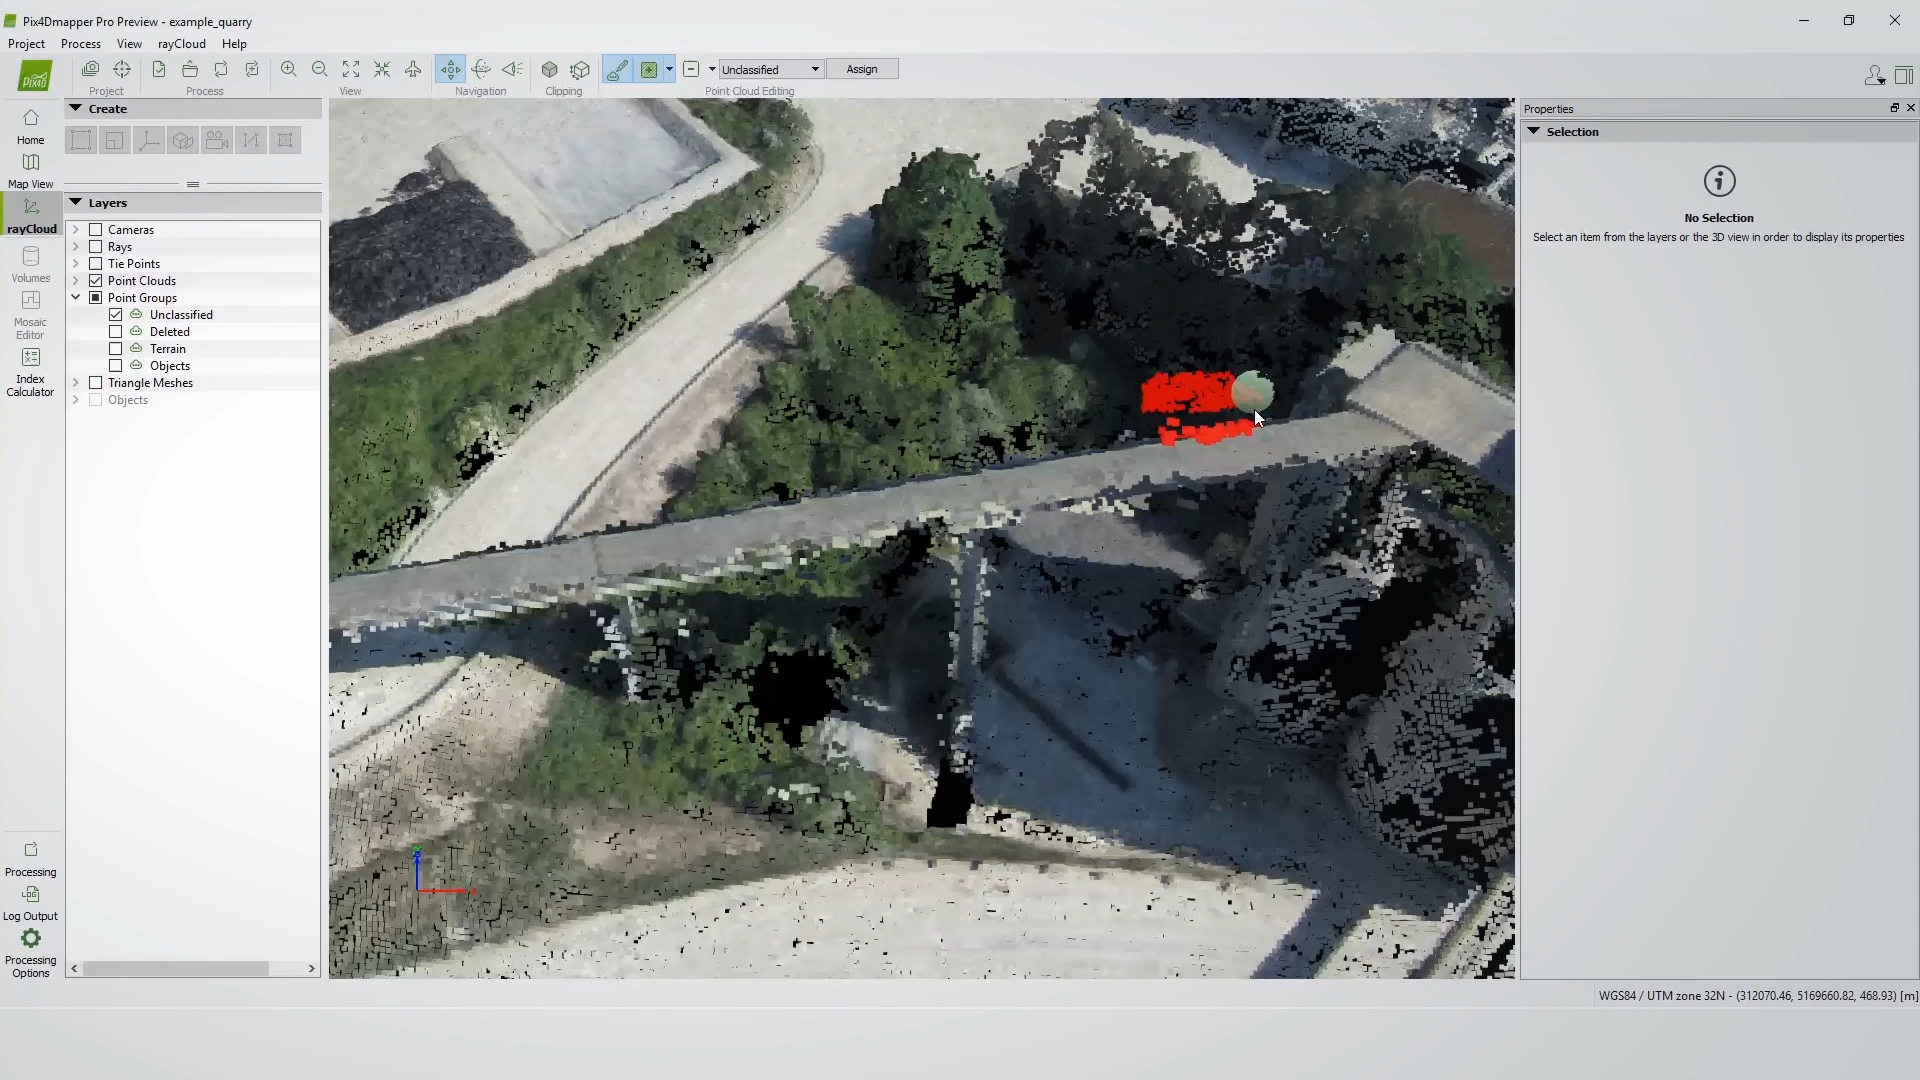 Pix4Dmapper Pro Preview - example_quarry
Project Process View rayCloud Help
PIX4D
Unclassified
Assign
Project
Process
View
Navigation
Clipping
Point Cloud Editing
Home
Map View
rayCloud
Volumes
Mosaic
Editor
Index
Calculator
Processing
Log Output
Processing
Options
Create
Layers
Cameras
Rays
Tie Points
Point Clouds
Point Groups
Unclassified
Deleted
Terrain
Objects
Triangle Meshes
Objects
Properties
Selection
No Selection
Select an item from the layers or the 3D view in order to display its properties
WGS84 / UTM zone 32N - (312070.46, 5169660.82, 468.93) [m]